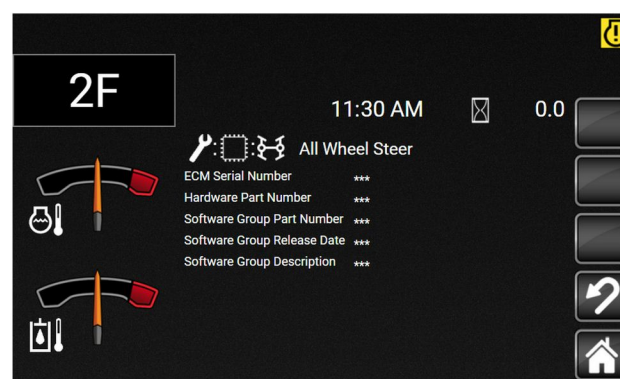 2F
11:30 AM 0.0
All Wheel Steer
ECM Serial Number ***
Hardware Part Number ***
Software Group Part Number ***
Software Group Release Date ***
Software Group Description ***